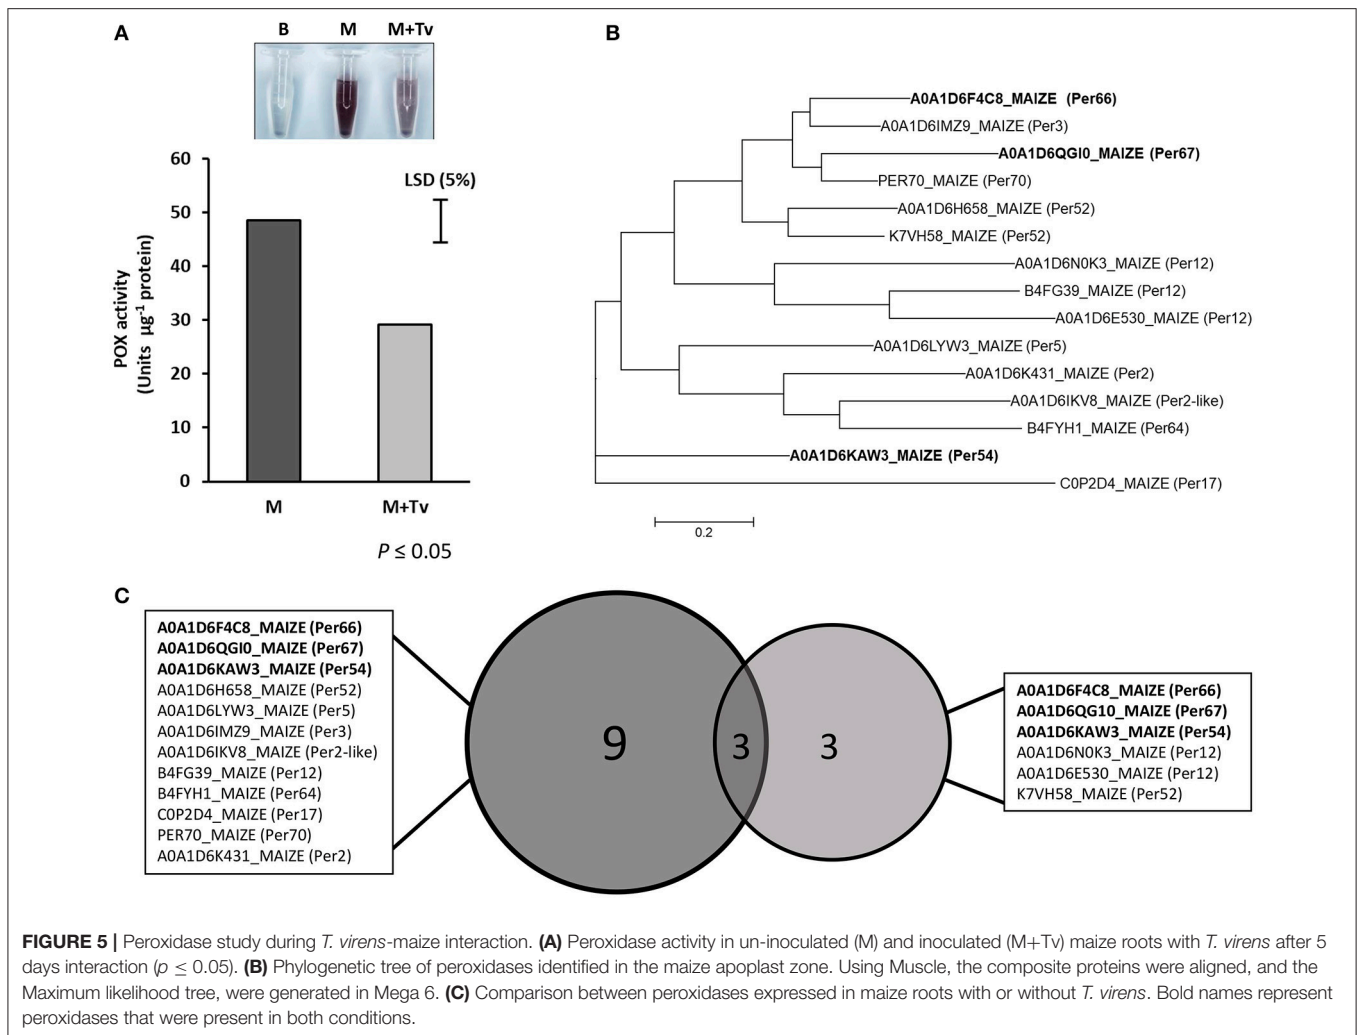 A
B M M+Tv
60
50
40
30
20
10
0
POX activity
(Units µg⁻¹ protein)
LSD (5%)
M M+Tv
P ≤ 0.05
B
A0A1D6F4C8_MAIZE (Per66)
A0A1D6IMZ9_MAIZE (Per3)
A0A1D6QGI0_MAIZE (Per67)
PER70_MAIZE (Per70)
A0A1D6H658_MAIZE (Per52)
K7VH58_MAIZE (Per52)
A0A1D6N0K3_MAIZE (Per12)
B4FG39_MAIZE (Per12)
A0A1D6E530_MAIZE (Per12)
A0A1D6LYW3_MAIZE (Per5)
A0A1D6K431_MAIZE (Per2)
A0A1D6IKV8_MAIZE (Per2-like)
B4FYH1_MAIZE (Per64)
A0A1D6KAW3_MAIZE (Per54)
C0P2D4_MAIZE (Per17)
0.2
C
A0A1D6F4C8_MAIZE (Per66)
A0A1D6QGI0_MAIZE (Per67)
A0A1D6KAW3_MAIZE (Per54)
A0A1D6H658_MAIZE (Per52)
A0A1D6LYW3_MAIZE (Per5)
A0A1D6IMZ9_MAIZE (Per3)
A0A1D6IKV8_MAIZE (Per2-like)
B4FG39_MAIZE (Per12)
B4FYH1_MAIZE (Per64)
C0P2D4_MAIZE (Per17)
PER70_MAIZE (Per70)
A0A1D6K431_MAIZE (Per2)
9 3 3
A0A1D6F4C8_MAIZE (Per66)
A0A1D6QG10_MAIZE (Per67)
A0A1D6KAW3_MAIZE (Per54)
A0A1D6N0K3_MAIZE (Per12)
A0A1D6E530_MAIZE (Per12)
K7VH58_MAIZE (Per52)
FIGURE 5 | Peroxidase study during T. virens-maize interaction. (A) Peroxidase activity in un-inoculated (M) and inoculated (M+Tv) maize roots with T. virens after 5
days interaction (p ≤ 0.05). (B) Phylogenetic tree of peroxidases identified in the maize apoplast zone. Using Muscle, the composite proteins were aligned, and the
Maximum likelihood tree, were generated in Mega 6. (C) Comparison between peroxidases expressed in maize roots with or without T. virens. Bold names represent
peroxidases that were present in both conditions.